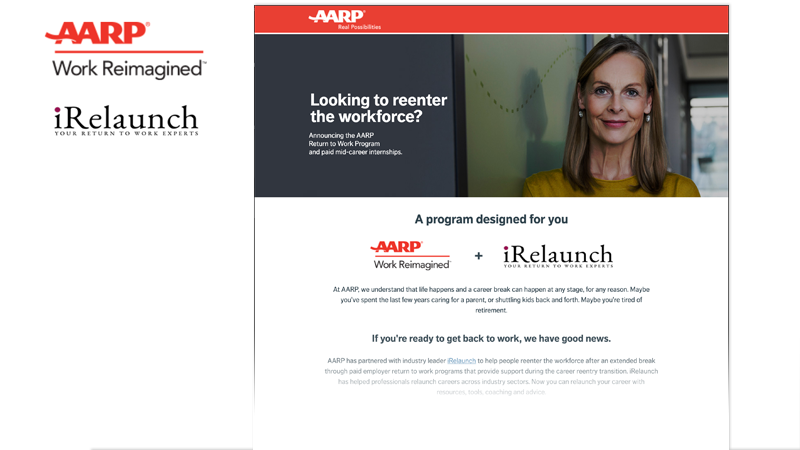 AARP®
Work Reimagined™
iRelaunch
YOUR RETURN TO WORK EXPERTS
AARP®
Real Possibilities
Looking to reenter
the workforce?
Announcing the AARP
Return to Work Program
and paid mid-career internships.
A program designed for you
AARP®
Work Reimagined™
+
iRelaunch
YOUR RETURN TO WORK EXPERTS
At AARP, we understand that life happens and a career break can happen at any stage, for any reason. Maybe
you've spent the last few years caring for a parent, or shuttling kids back and forth. Maybe you're tired of
retirement.
If you're ready to get back to work, we have good news.
AARP has partnered with industry leader iRelaunch to help people reenter the workforce after an extended break
through paid employer return to work programs that provide support during the career reentry transition. iRelaunch
has helped professionals relaunch careers across industry sectors. Now you can relaunch your career with
resources, tools, coaching and advice.